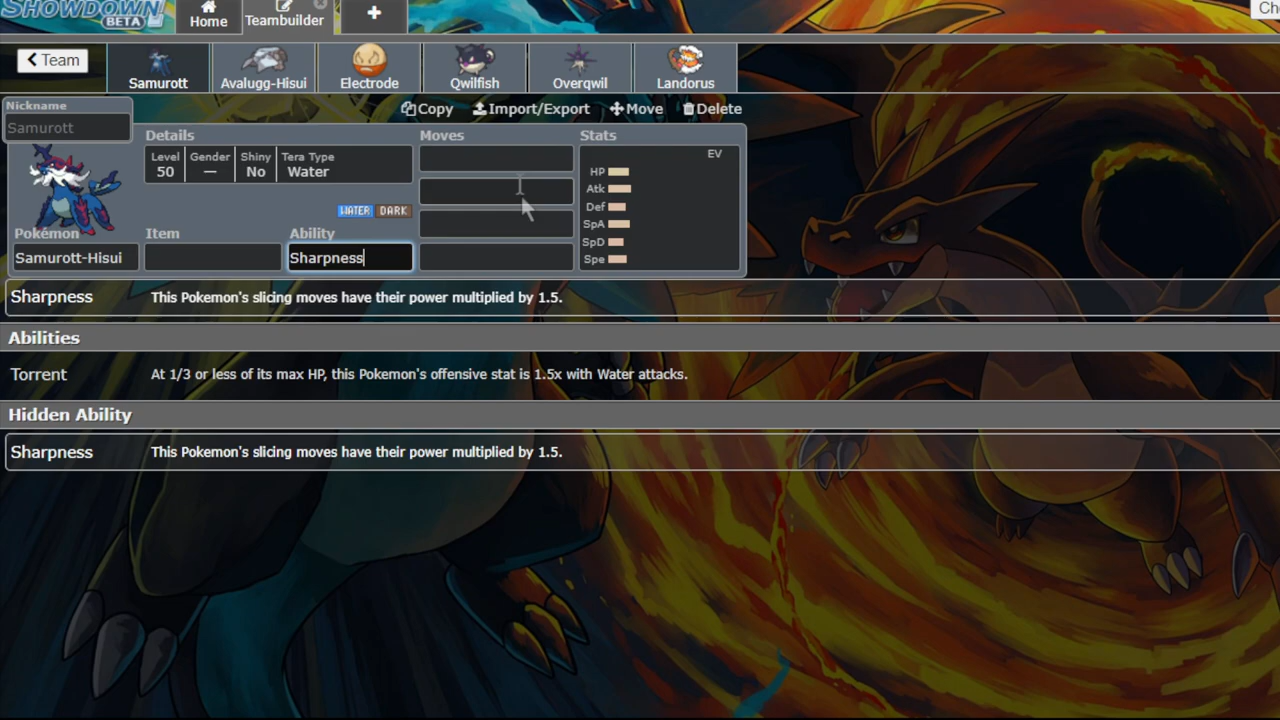 SHOWDOWN
BETA
Home
Teambuilder
Ch
Team
Samurott
Avalugg-Hisui
Electrode
Qwilfish
Overqwil
Landorus
Copy Import/Export Move Delete
Nickname
Samurott
Details
Moves
Stats
Level Gender Shiny Tera Type
50 — No Water
EV
HP
Atk
Def
SpA
SpD
Spe
WATER DARK
Pokémon Item Ability
Samurott-Hisui Sharpness
Sharpness This Pokemon's slicing moves have their power multiplied by 1.5.
Abilities
Torrent At 1/3 or less of its max HP, this Pokemon's offensive stat is 1.5x with Water attacks.
Hidden Ability
Sharpness This Pokemon's slicing moves have their power multiplied by 1.5.